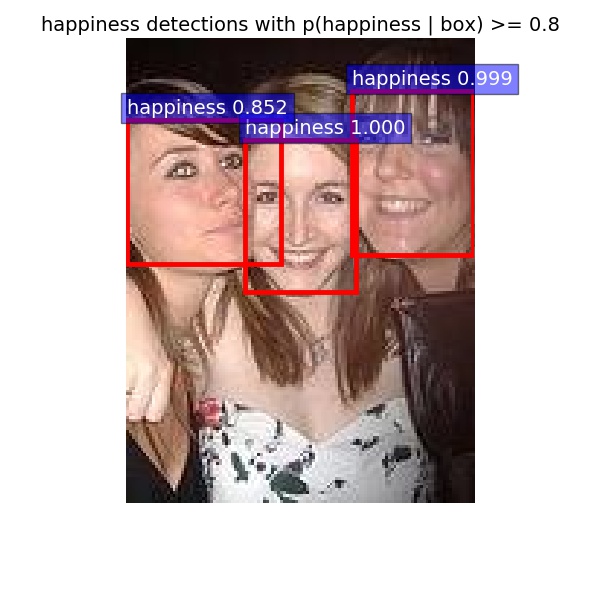 happiness detections with p(happiness | box) >= 0.8
happiness 0.999
happiness 0.852
happiness 1.000